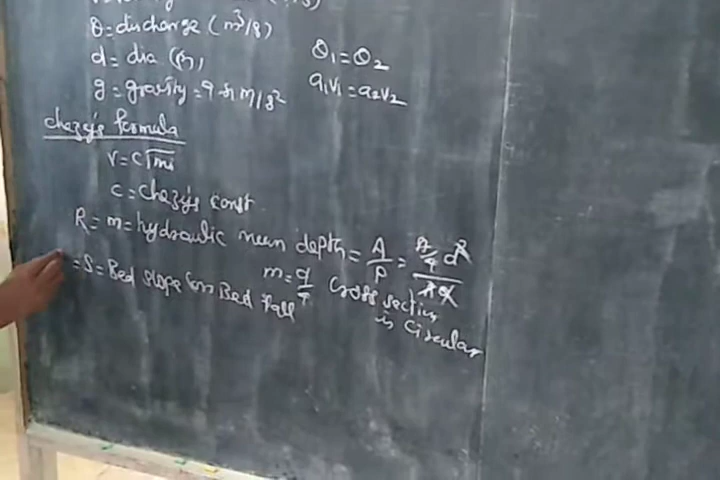 Q = discharge (m³/s)
d = dia (m)
g = gravity = 9.81 m/s²
Q₁ = Q₂
a₁v₁ = a₂v₂
Chezy's formula
V = C√mi
C = Chezy's const.
R = m = hydraulic mean depth = A/P = π/4 d² / πd
= S = Bed slope (or) Bed fall
m = d/4
Cross section
is circular